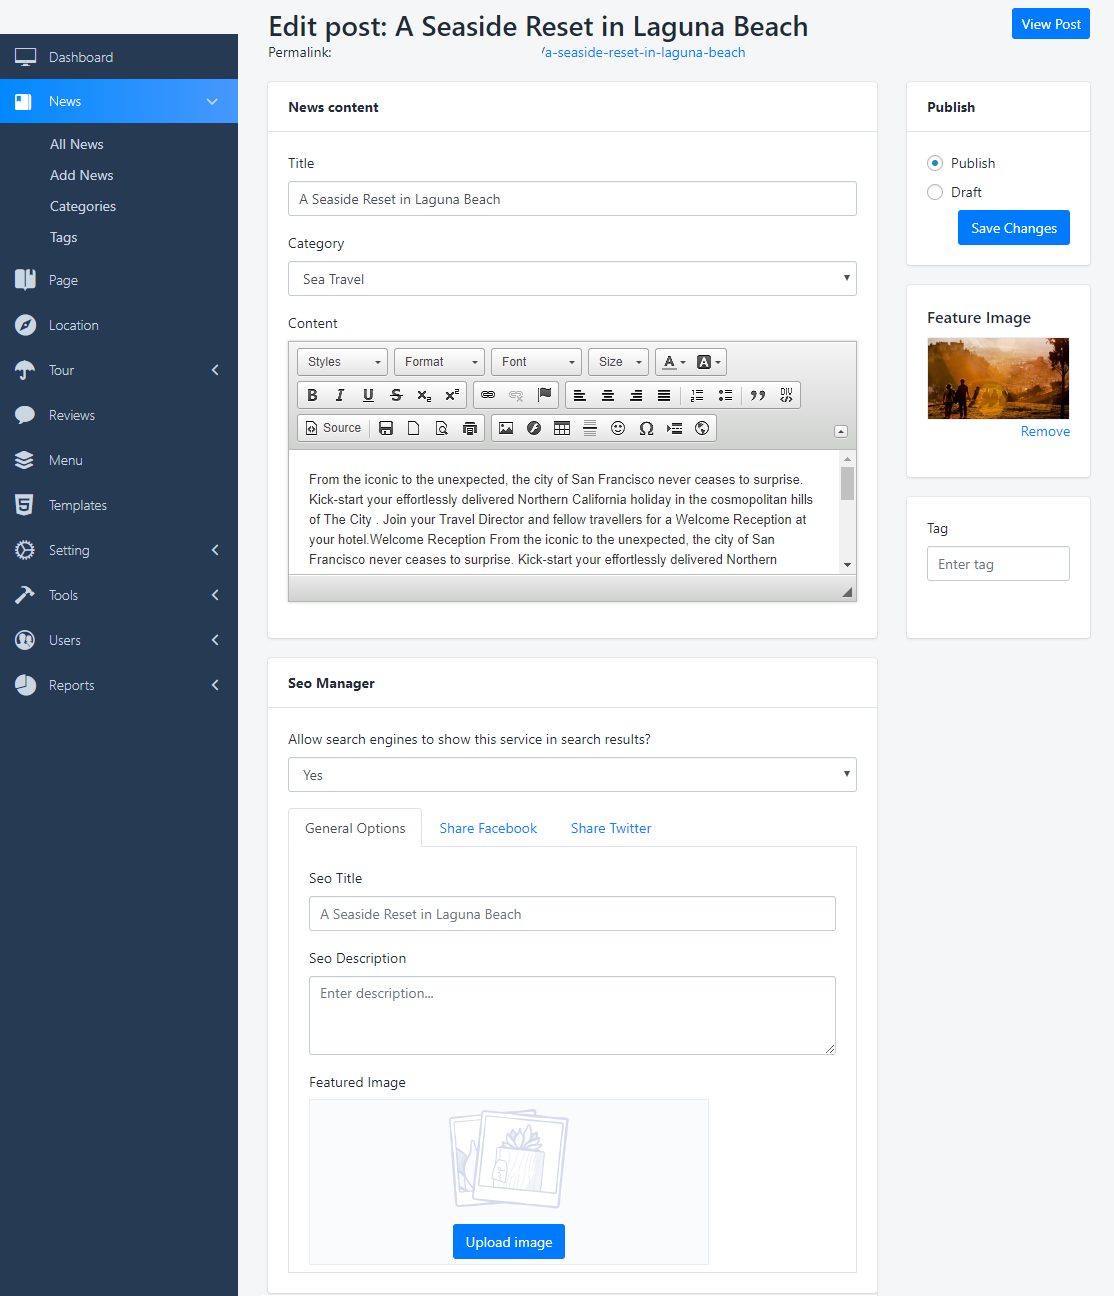 Edit post: A Seaside Reset in Laguna Beach
View Post
Permalink: /a-seaside-reset-in-laguna-beach
Dashboard
News
All News
Add News
Categories
Tags
Page
Location
Tour
Reviews
Menu
Templates
Setting
Tools
Users
Reports
News content
Title
A Seaside Reset in Laguna Beach
Category
Sea Travel
Content
Styles Format Font Size A A
B I U S x₂ x²
DIV
Source
From the iconic to the unexpected, the city of San Francisco never ceases to surprise.
Kick-start your effortlessly delivered Northern California holiday in the cosmopolitan hills
of The City . Join your Travel Director and fellow travellers for a Welcome Reception at
your hotel.Welcome Reception From the iconic to the unexpected, the city of San
Francisco never ceases to surprise. Kick-start your effortlessly delivered Northern
Publish
Publish
Draft
Save Changes
Feature Image
Remove
Tag
Enter tag
Seo Manager
Allow search engines to show this service in search results?
Yes
General Options Share Facebook Share Twitter
Seo Title
A Seaside Reset in Laguna Beach
Seo Description
Enter description...
Featured Image
Upload image